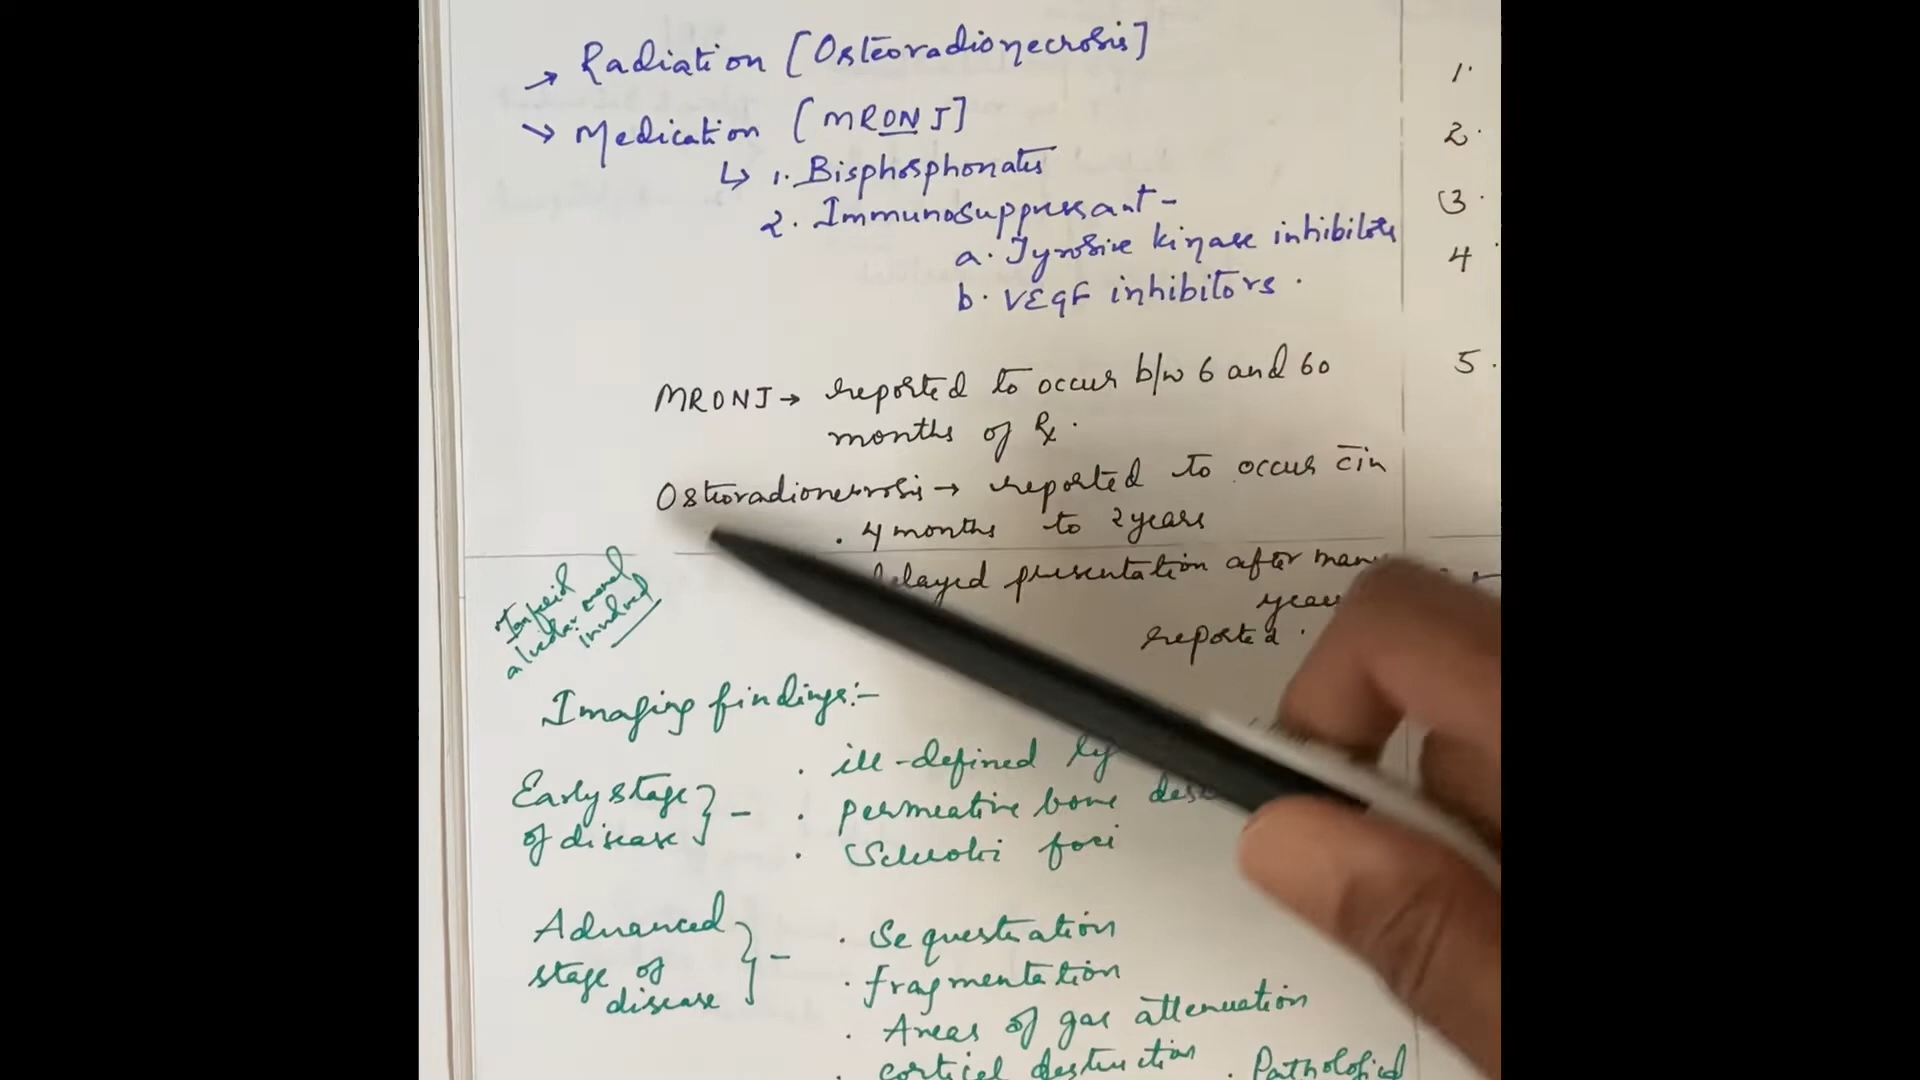 → Radiation [Osteoradionecrosis]
→ Medication [MRONJ]
↳ 1. Bisphosphonates
2. Immunosuppressant -
a. Tyrosine kinase inhibitors
b. VEGF inhibitors.
MRONJ → reported to occur b/w 6 and 60
months of Rx.
Osteoradionecrosis → reported to occur c̄in
. 4 months to 2 years
delayed presentation after many
years
reported.
involved
Imaging findings:-
Early stage of disease } - . ill-defined ly
. permeative bone des
. Sclerotic foci
Advanced stage of disease } - . Sequestration
. fragmentation
. Areas of gas attenuation
. cortical destruction . Pathological
1.
2.
3.
4.
5.